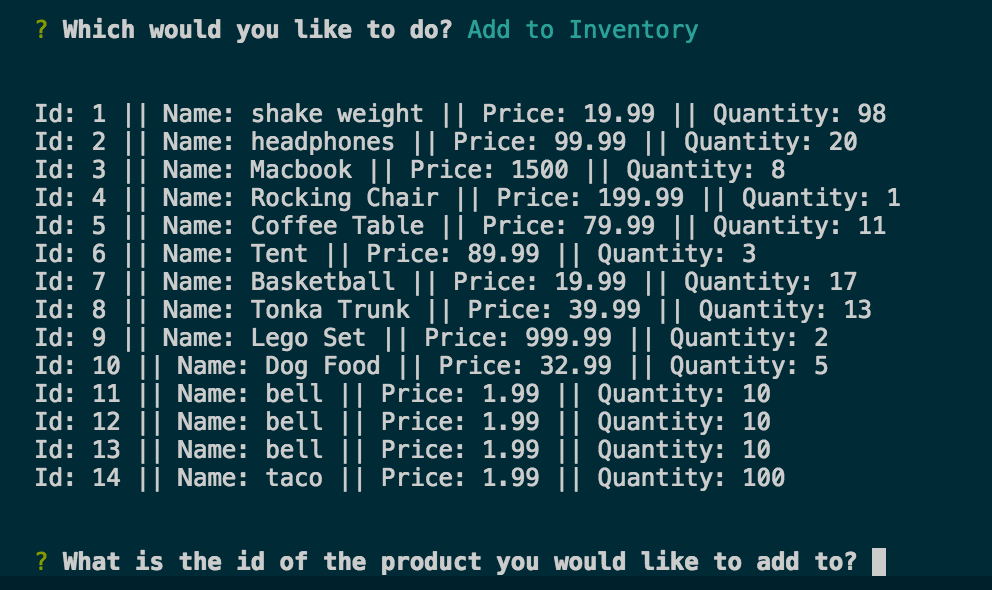 ? Which would you like to do? Add to Inventory
Id: 1 || Name: shake weight || Price: 19.99 || Quantity: 98
Id: 2 || Name: headphones || Price: 99.99 || Quantity: 20
Id: 3 || Name: Macbook || Price: 1500 || Quantity: 8
Id: 4 || Name: Rocking Chair || Price: 199.99 || Quantity: 1
Id: 5 || Name: Coffee Table || Price: 79.99 || Quantity: 11
Id: 6 || Name: Tent || Price: 89.99 || Quantity: 3
Id: 7 || Name: Basketball || Price: 19.99 || Quantity: 17
Id: 8 || Name: Tonka Trunk || Price: 39.99 || Quantity: 13
Id: 9 || Name: Lego Set || Price: 999.99 || Quantity: 2
Id: 10 || Name: Dog Food || Price: 32.99 || Quantity: 5
Id: 11 || Name: bell || Price: 1.99 || Quantity: 10
Id: 12 || Name: bell || Price: 1.99 || Quantity: 10
Id: 13 || Name: bell || Price: 1.99 || Quantity: 10
Id: 14 || Name: taco || Price: 1.99 || Quantity: 100
? What is the id of the product you would like to add to?